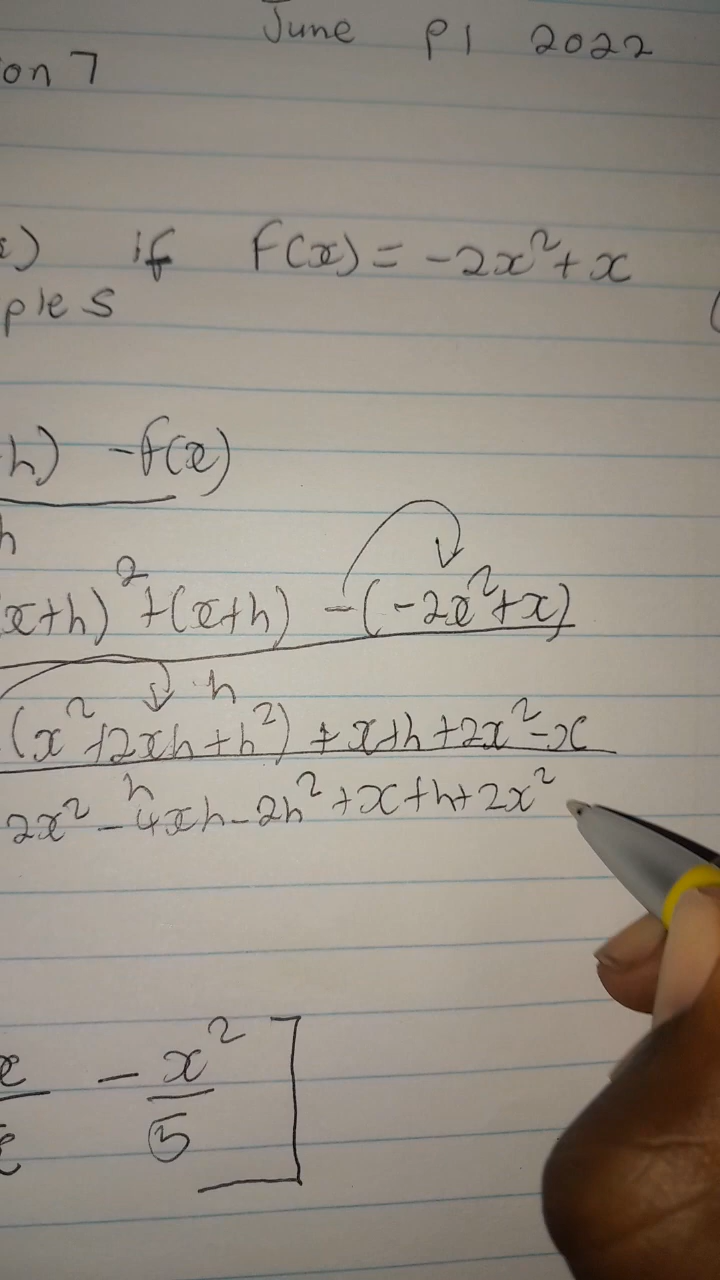 June P1 2022
on 7
) if f(x) = -2x²+x
ples
h) -f(x)
h
x+h)²+(x+h) -(-2x²+x)
h
(x²+2xh+h²) + x+h+2x²-x
h
2x² - 4xh - 2h² + x + h + 2x²
- x²
5